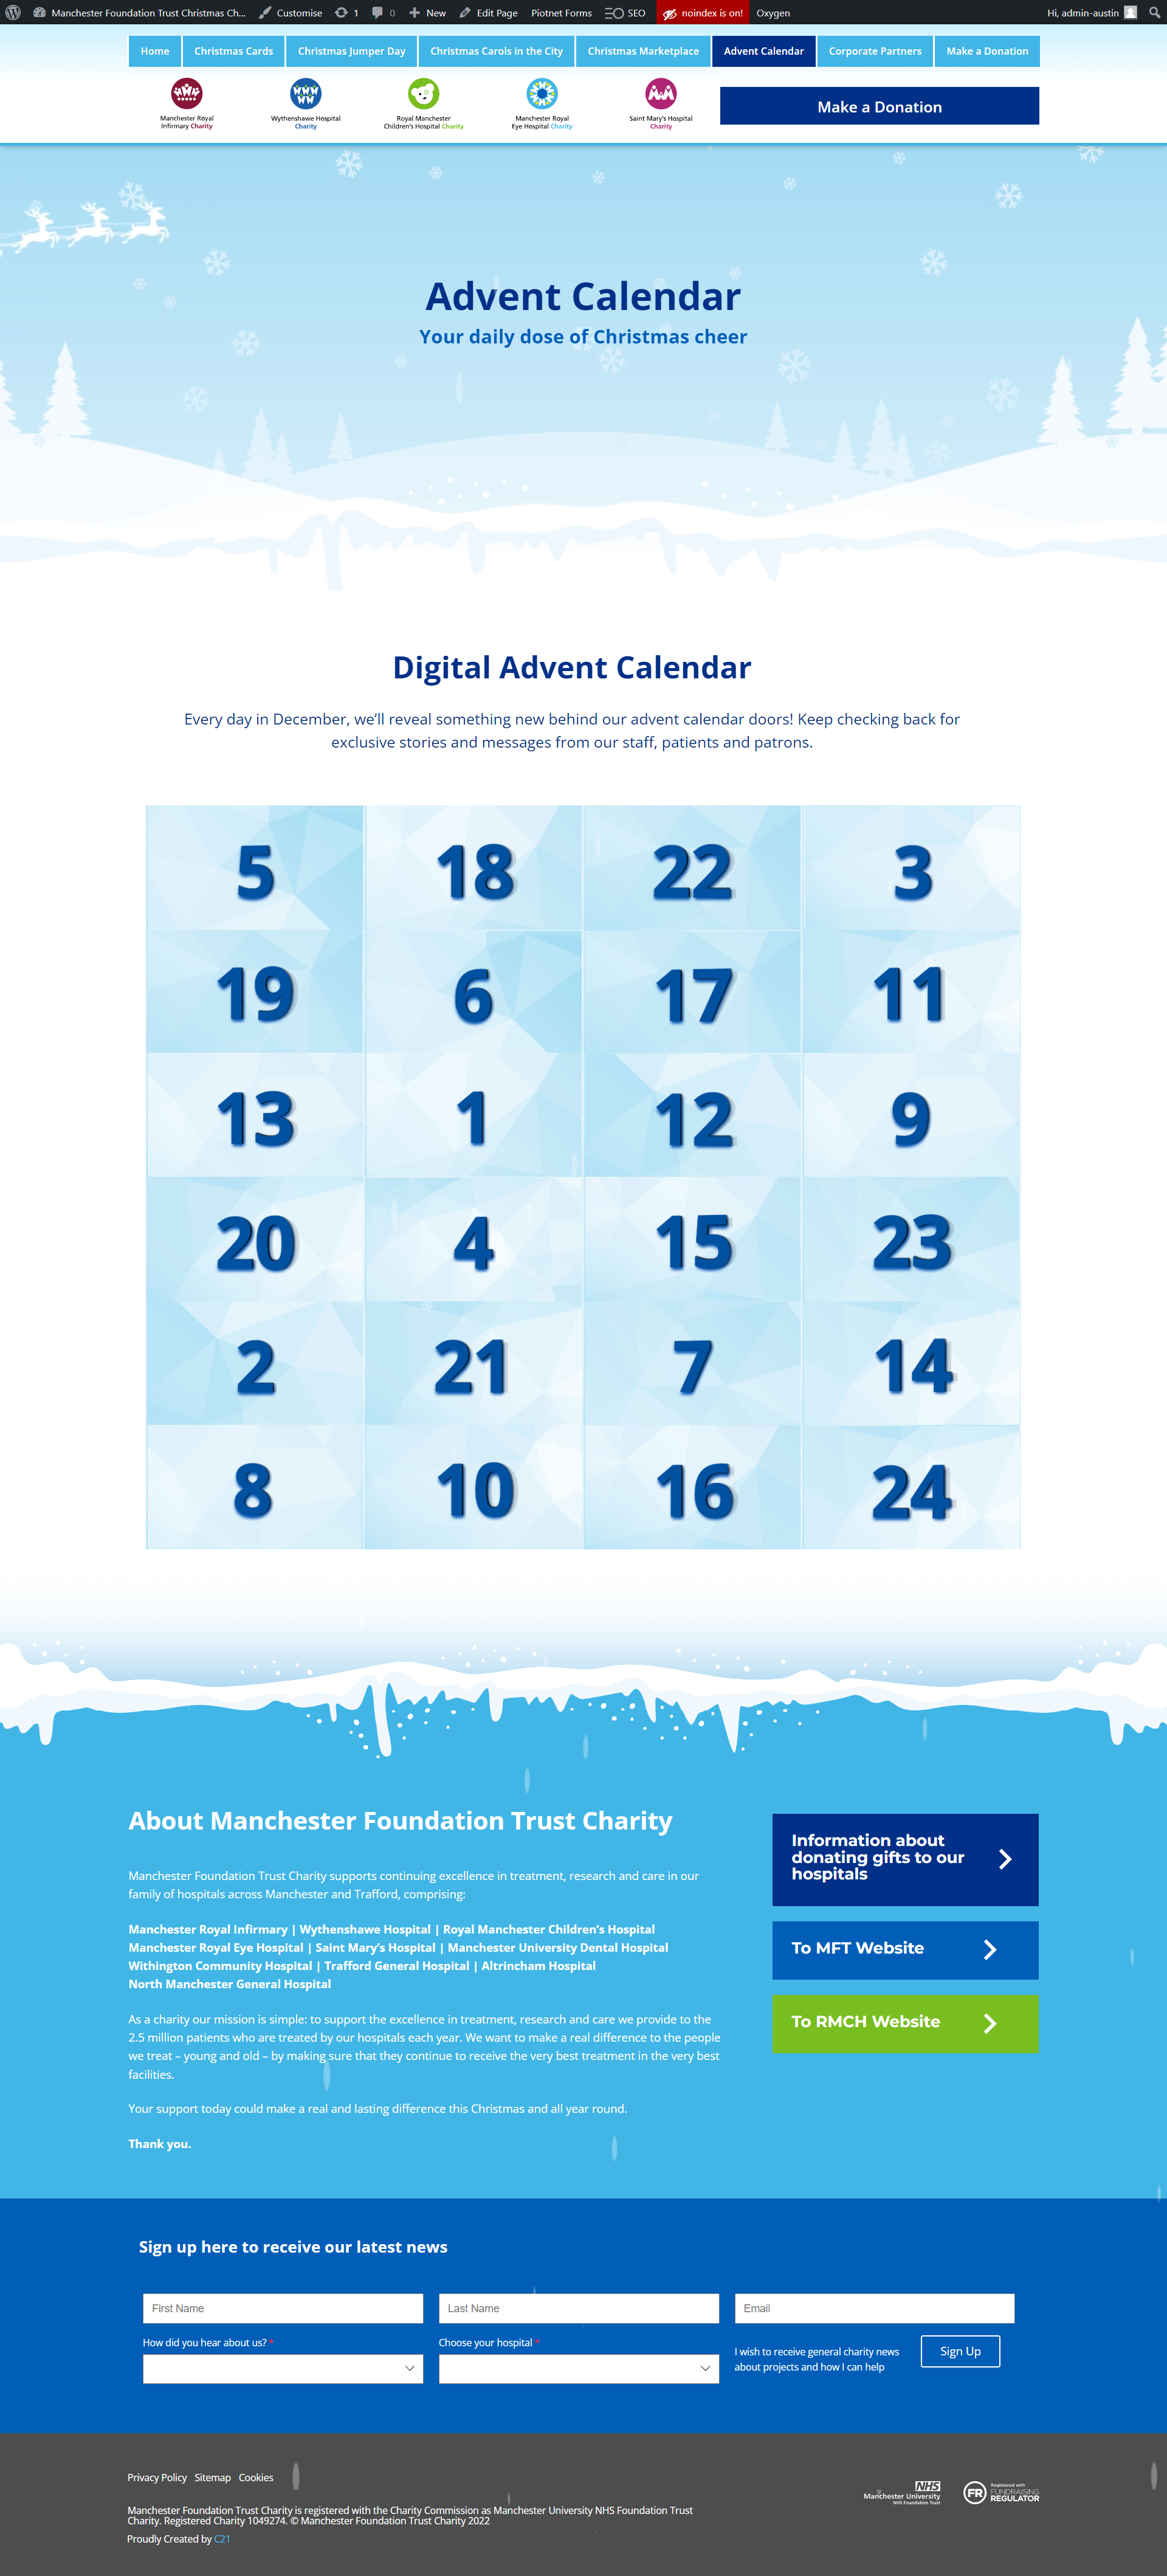 Manchester Foundation Trust Christmas Ch... Customise 1 0 New Edit Page Piotnet Forms SEO noindex is on! Oxygen Hi, admin-austin
Home Christmas Cards Christmas Jumper Day Christmas Carols in the City Christmas Marketplace Advent Calendar Corporate Partners Make a Donation
Manchester Royal
Infirmary Charity
Wythenshawe Hospital
Charity
Royal Manchester
Children's Hospital Charity
Manchester Royal
Eye Hospital Charity
Saint Mary's Hospital
Charity
Make a Donation
Advent Calendar
Your daily dose of Christmas cheer
Digital Advent Calendar
Every day in December, we'll reveal something new behind our advent calendar doors! Keep checking back for
exclusive stories and messages from our staff, patients and patrons.
5 18 22 3
19 6 17 11
13 1 12 9
20 4 15 23
2 21 7 14
8 10 16 24
About Manchester Foundation Trust Charity
Manchester Foundation Trust Charity supports continuing excellence in treatment, research and care in our
family of hospitals across Manchester and Trafford, comprising:
Manchester Royal Infirmary | Wythenshawe Hospital | Royal Manchester Children's Hospital
Manchester Royal Eye Hospital | Saint Mary's Hospital | Manchester University Dental Hospital
Withington Community Hospital | Trafford General Hospital | Altrincham Hospital
North Manchester General Hospital
As a charity our mission is simple: to support the excellence in treatment, research and care we provide to the
2.5 million patients who are treated by our hospitals each year. We want to make a real difference to the people
we treat – young and old – by making sure that they continue to receive the very best treatment in the very best
facilities.
Your support today could make a real and lasting difference this Christmas and all year round.
Thank you.
Information about
donating gifts to our
hospitals
To MFT Website
To RMCH Website
Sign up here to receive our latest news
First Name Last Name Email
How did you hear about us? * Choose your hospital *
I wish to receive general charity news
about projects and how I can help
Sign Up
Privacy Policy Sitemap Cookies
Manchester Foundation Trust Charity is registered with the Charity Commission as Manchester University NHS Foundation Trust
Charity. Registered Charity 1049274. © Manchester Foundation Trust Charity 2022
Proudly Created by C21
NHS
Manchester University
NHS Foundation Trust
FR
Registered with
FUNDRAISING
REGULATOR